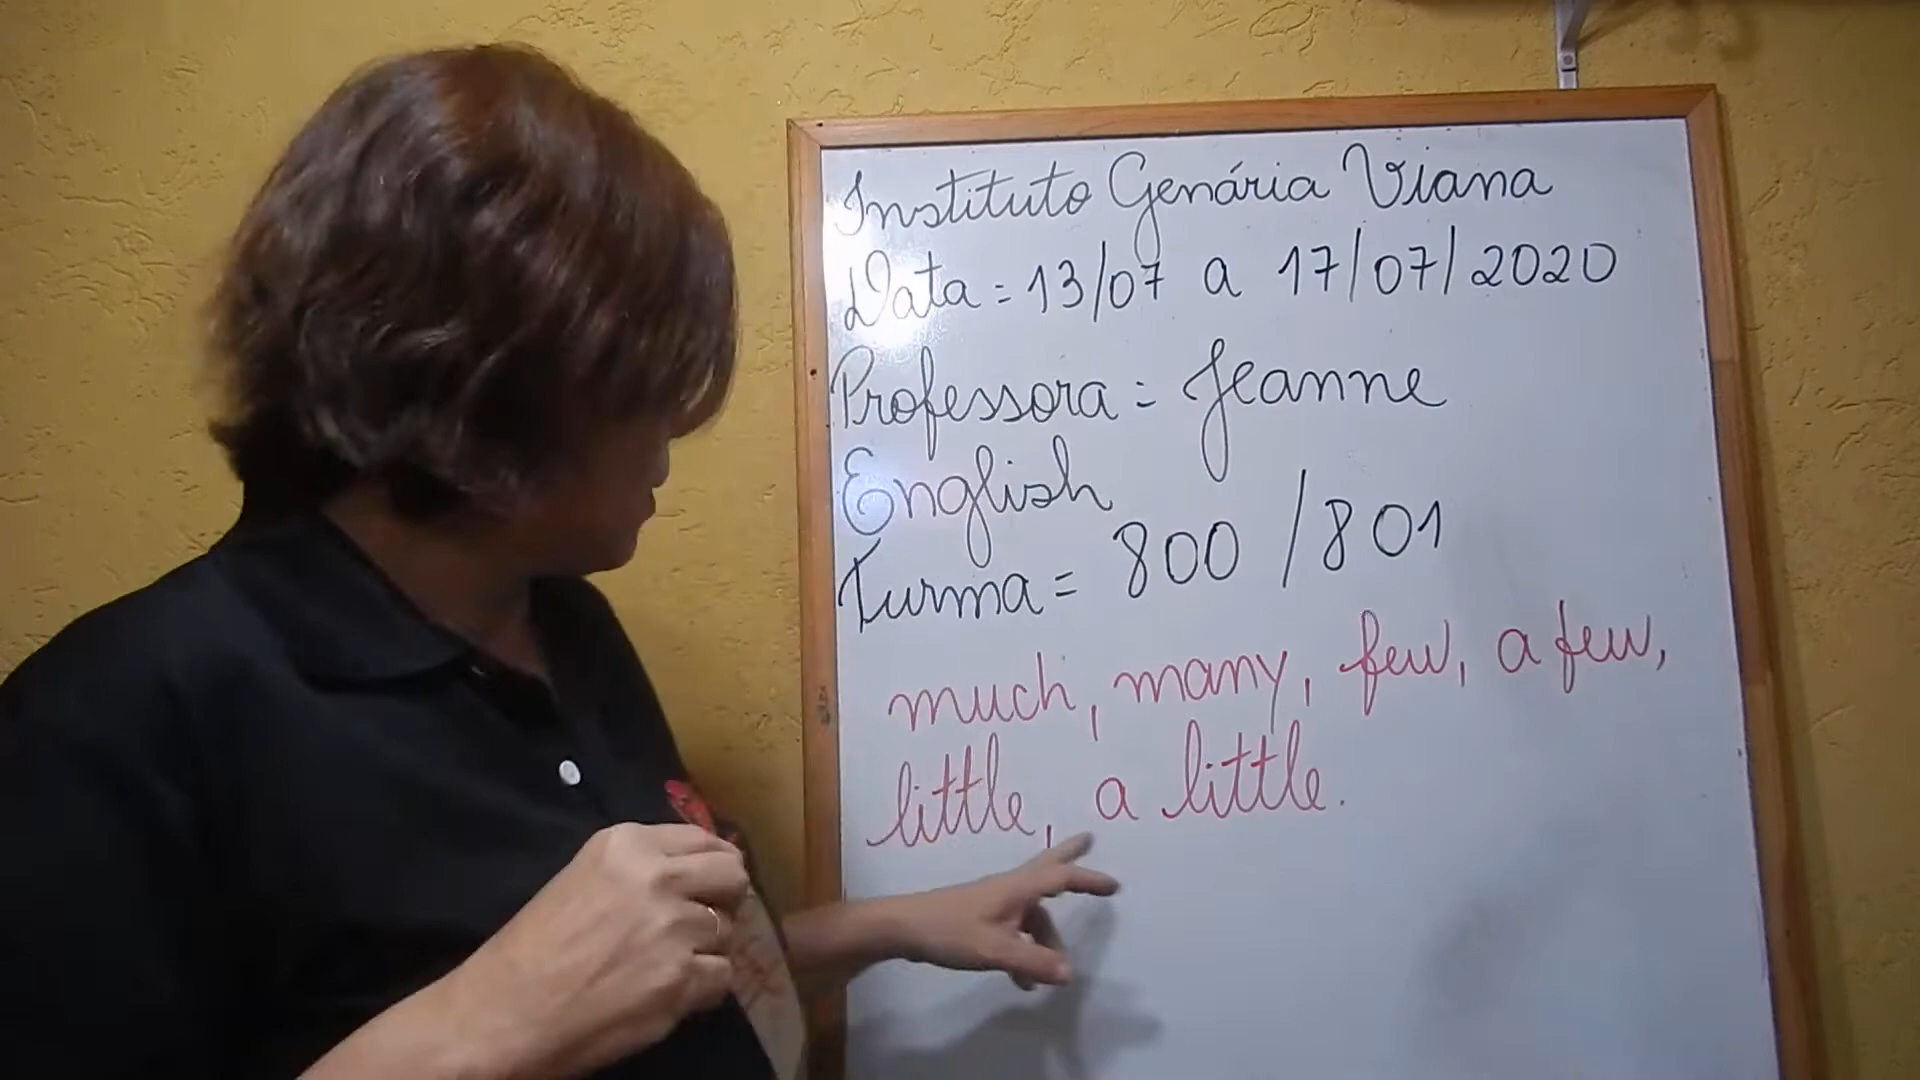 Instituto Genária Viana
Data = 13/07 a 17/07/2020
Professora = Jeanne
English
Turma = 800 / 801
much, many, few, a few,
little, a little.